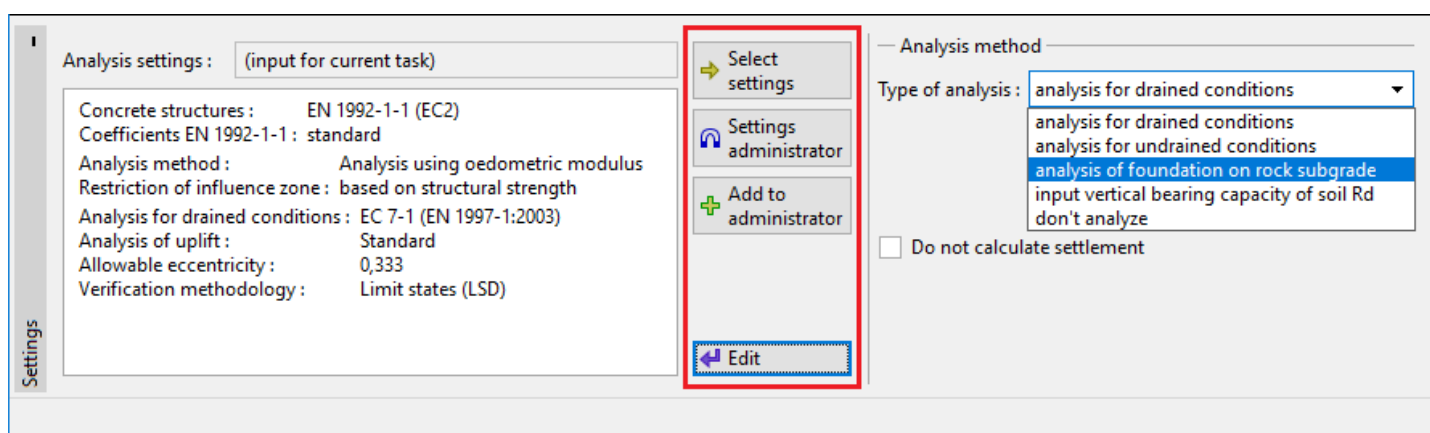 Settings
Analysis settings : (input for current task)
Concrete structures : EN 1992-1-1 (EC2)
Coefficients EN 1992-1-1 : standard
Analysis method : Analysis using oedometric modulus
Restriction of influence zone : based on structural strength
Analysis for drained conditions : EC 7-1 (EN 1997-1:2003)
Analysis of uplift : Standard
Allowable eccentricity : 0,333
Verification methodology : Limit states (LSD)
Select
settings
Settings
administrator
Add to
administrator
Edit
Analysis method
Type of analysis : analysis for drained conditions
analysis for drained conditions
analysis for undrained conditions
analysis of foundation on rock subgrade
input vertical bearing capacity of soil Rd
don't analyze
Do not calculate settlement